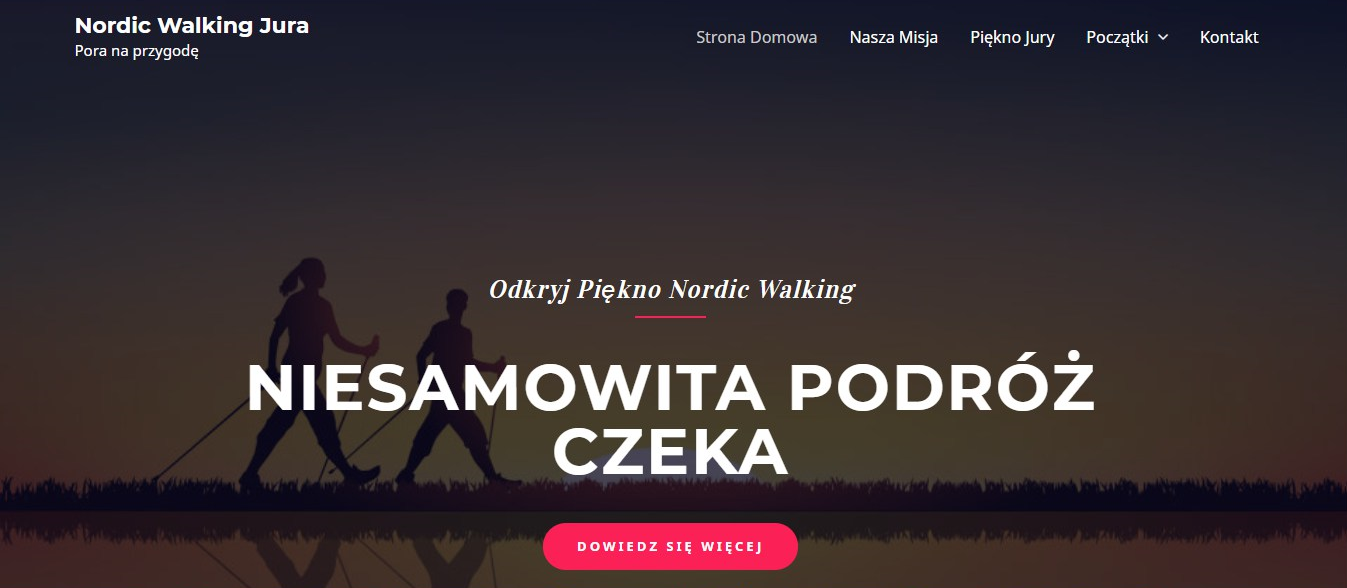 Nordic Walking Jura
Pora na przygodę
Strona Domowa Nasza Misja Piękno Jury Początki Kontakt
Odkryj Piękno Nordic Walking
NIESAMOWITA PODRÓŻ
CZEKA
DOWIEDZ SIĘ WIĘCEJ